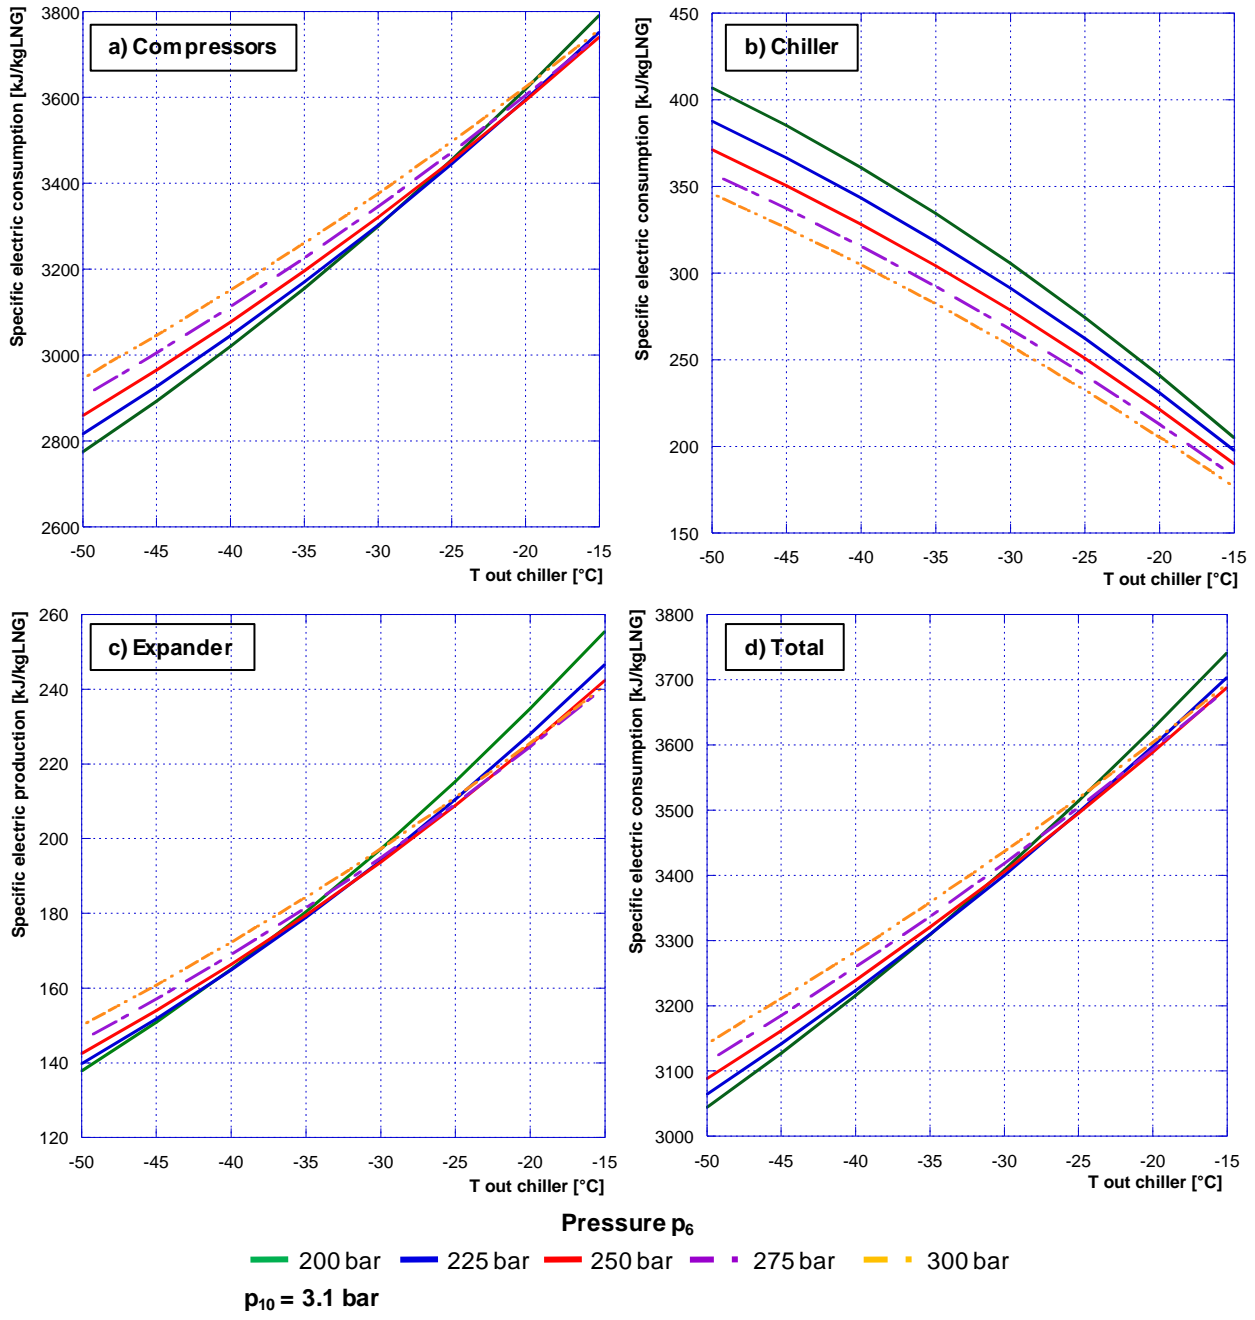 a) Compressors
Specific electric consumption [kJ/kgLNG]
3800
3600
3400
3200
3000
2800
2600
-50 -45 -40 -35 -30 -25 -20 -15
T out chiller [°C]
b) Chiller
Specific electric consumption [kJ/kgLNG]
450
400
350
300
250
200
150
-50 -45 -40 -35 -30 -25 -20 -15
T out chiller [°C]
c) Expander
Specific electric production [kJ/kgLNG]
260
240
220
200
180
160
140
120
-50 -45 -40 -35 -30 -25 -20 -15
T out chiller [°C]
d) Total
Specific electric consumption [kJ/kgLNG]
3800
3700
3600
3500
3400
3300
3200
3100
3000
-50 -45 -40 -35 -30 -25 -20 -15
T out chiller [°C]
Pressure p₆
200 bar 225 bar 250 bar 275 bar 300 bar
p₁₀ = 3.1 bar